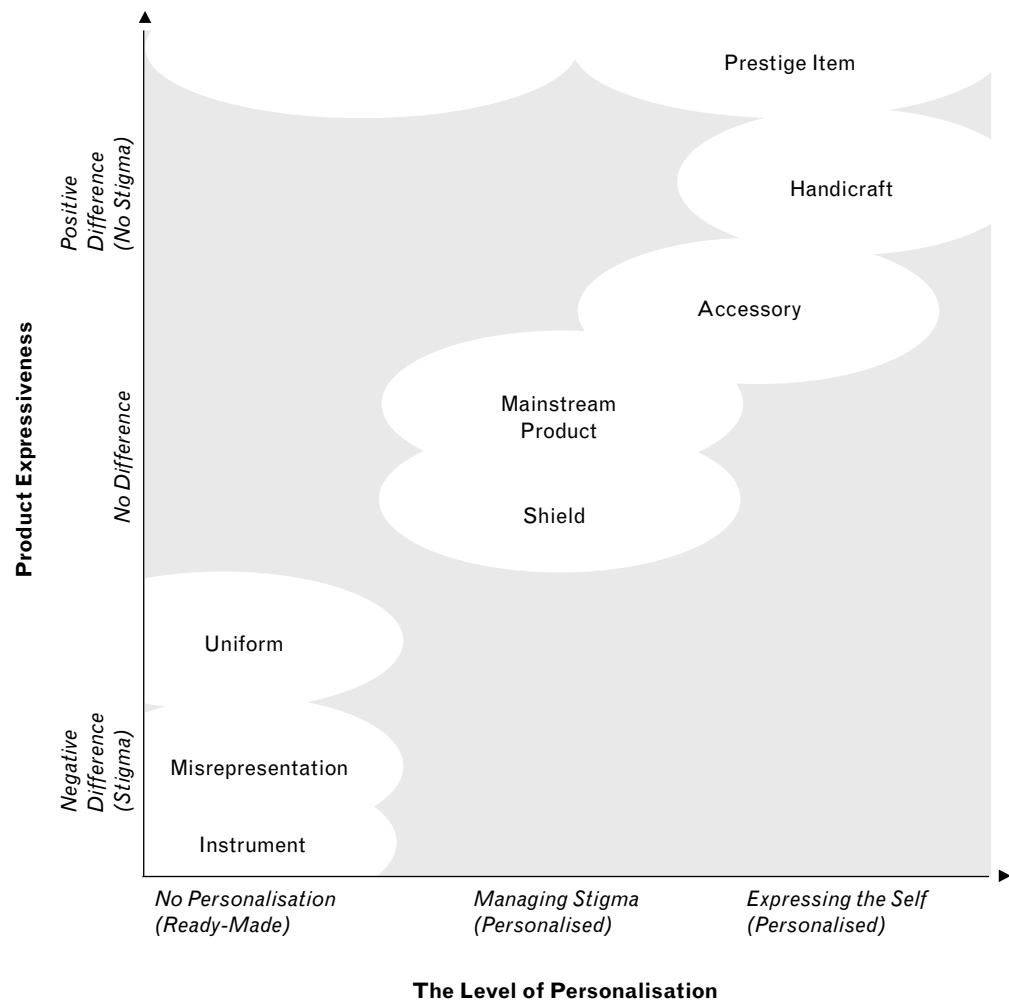 Prestige Item
Handicraft
Accessory
Mainstream
Product
Shield
Uniform
Misrepresentation
Instrument
Product Expressiveness
Positive
Difference
(No Stigma)
No Difference
Negative
Difference
(Stigma)
No Personalisation
(Ready-Made)
Managing Stigma
(Personalised)
Expressing the Self
(Personalised)
The Level of Personalisation